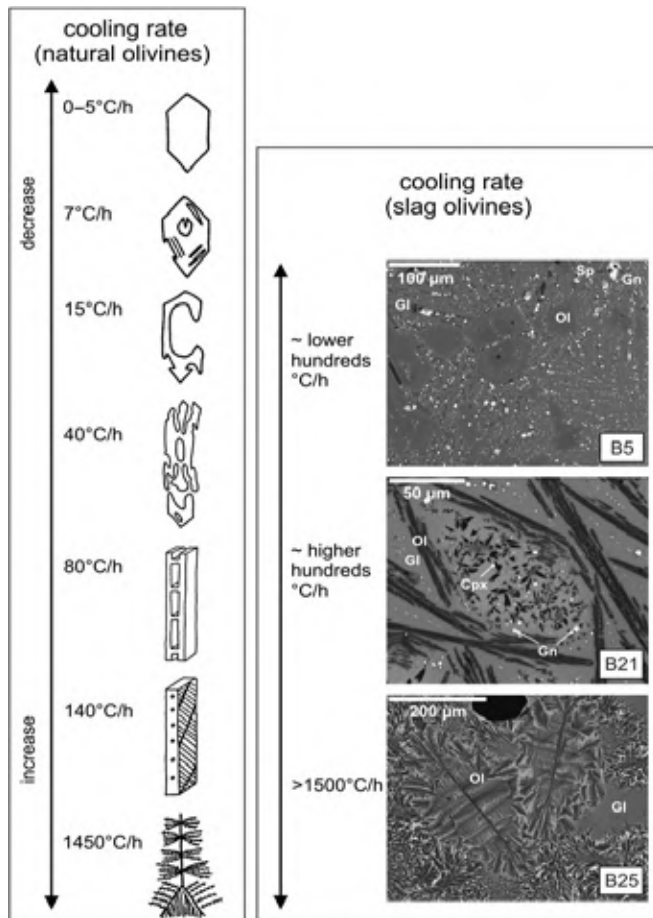 cooling rate
(natural olivines)
decrease
increase
0–5°C/h
7°C/h
15°C/h
40°C/h
80°C/h
140°C/h
1450°C/h
cooling rate
(slag olivines)
~ lower
hundreds
°C/h
100 µm
Sp
Gn
Gl
Ol
B5
~ higher
hundreds
°C/h
50 µm
Ol
Gl
Cpx
Gn
B21
>1500°C/h
200 µm
Ol
Gl
B25